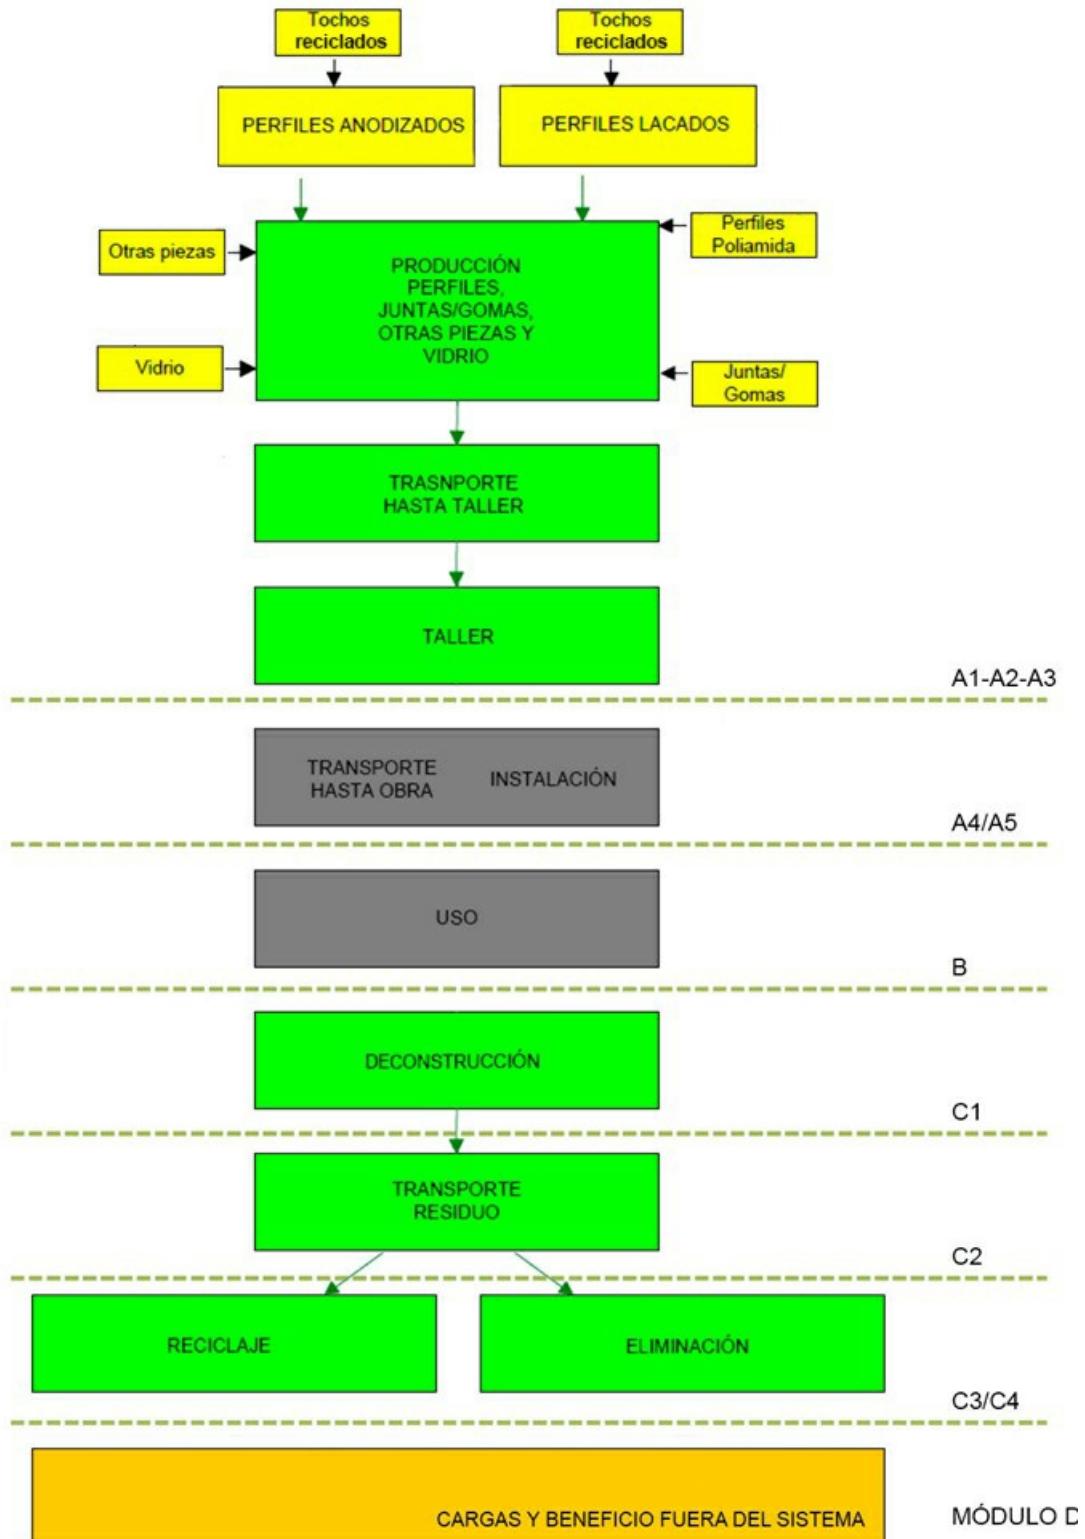 Tochos
reciclados
Tochos
reciclados
PERFILES ANODIZADOS
PERFILES LACADOS
Otras piezas
Perfiles
Poliamida
PRODUCCIÓN
PERFILES,
JUNTAS/GOMAS,
OTRAS PIEZAS Y
VIDRIO
Vidrio
Juntas/
Gomas
TRASNPORTE
HASTA TALLER
TALLER
A1-A2-A3
TRANSPORTE
HASTA OBRA
INSTALACIÓN
A4/A5
USO
B
DECONSTRUCCIÓN
C1
TRANSPORTE
RESIDUO
C2
RECICLAJE
ELIMINACIÓN
C3/C4
CARGAS Y BENEFICIO FUERA DEL SISTEMA
MÓDULO D